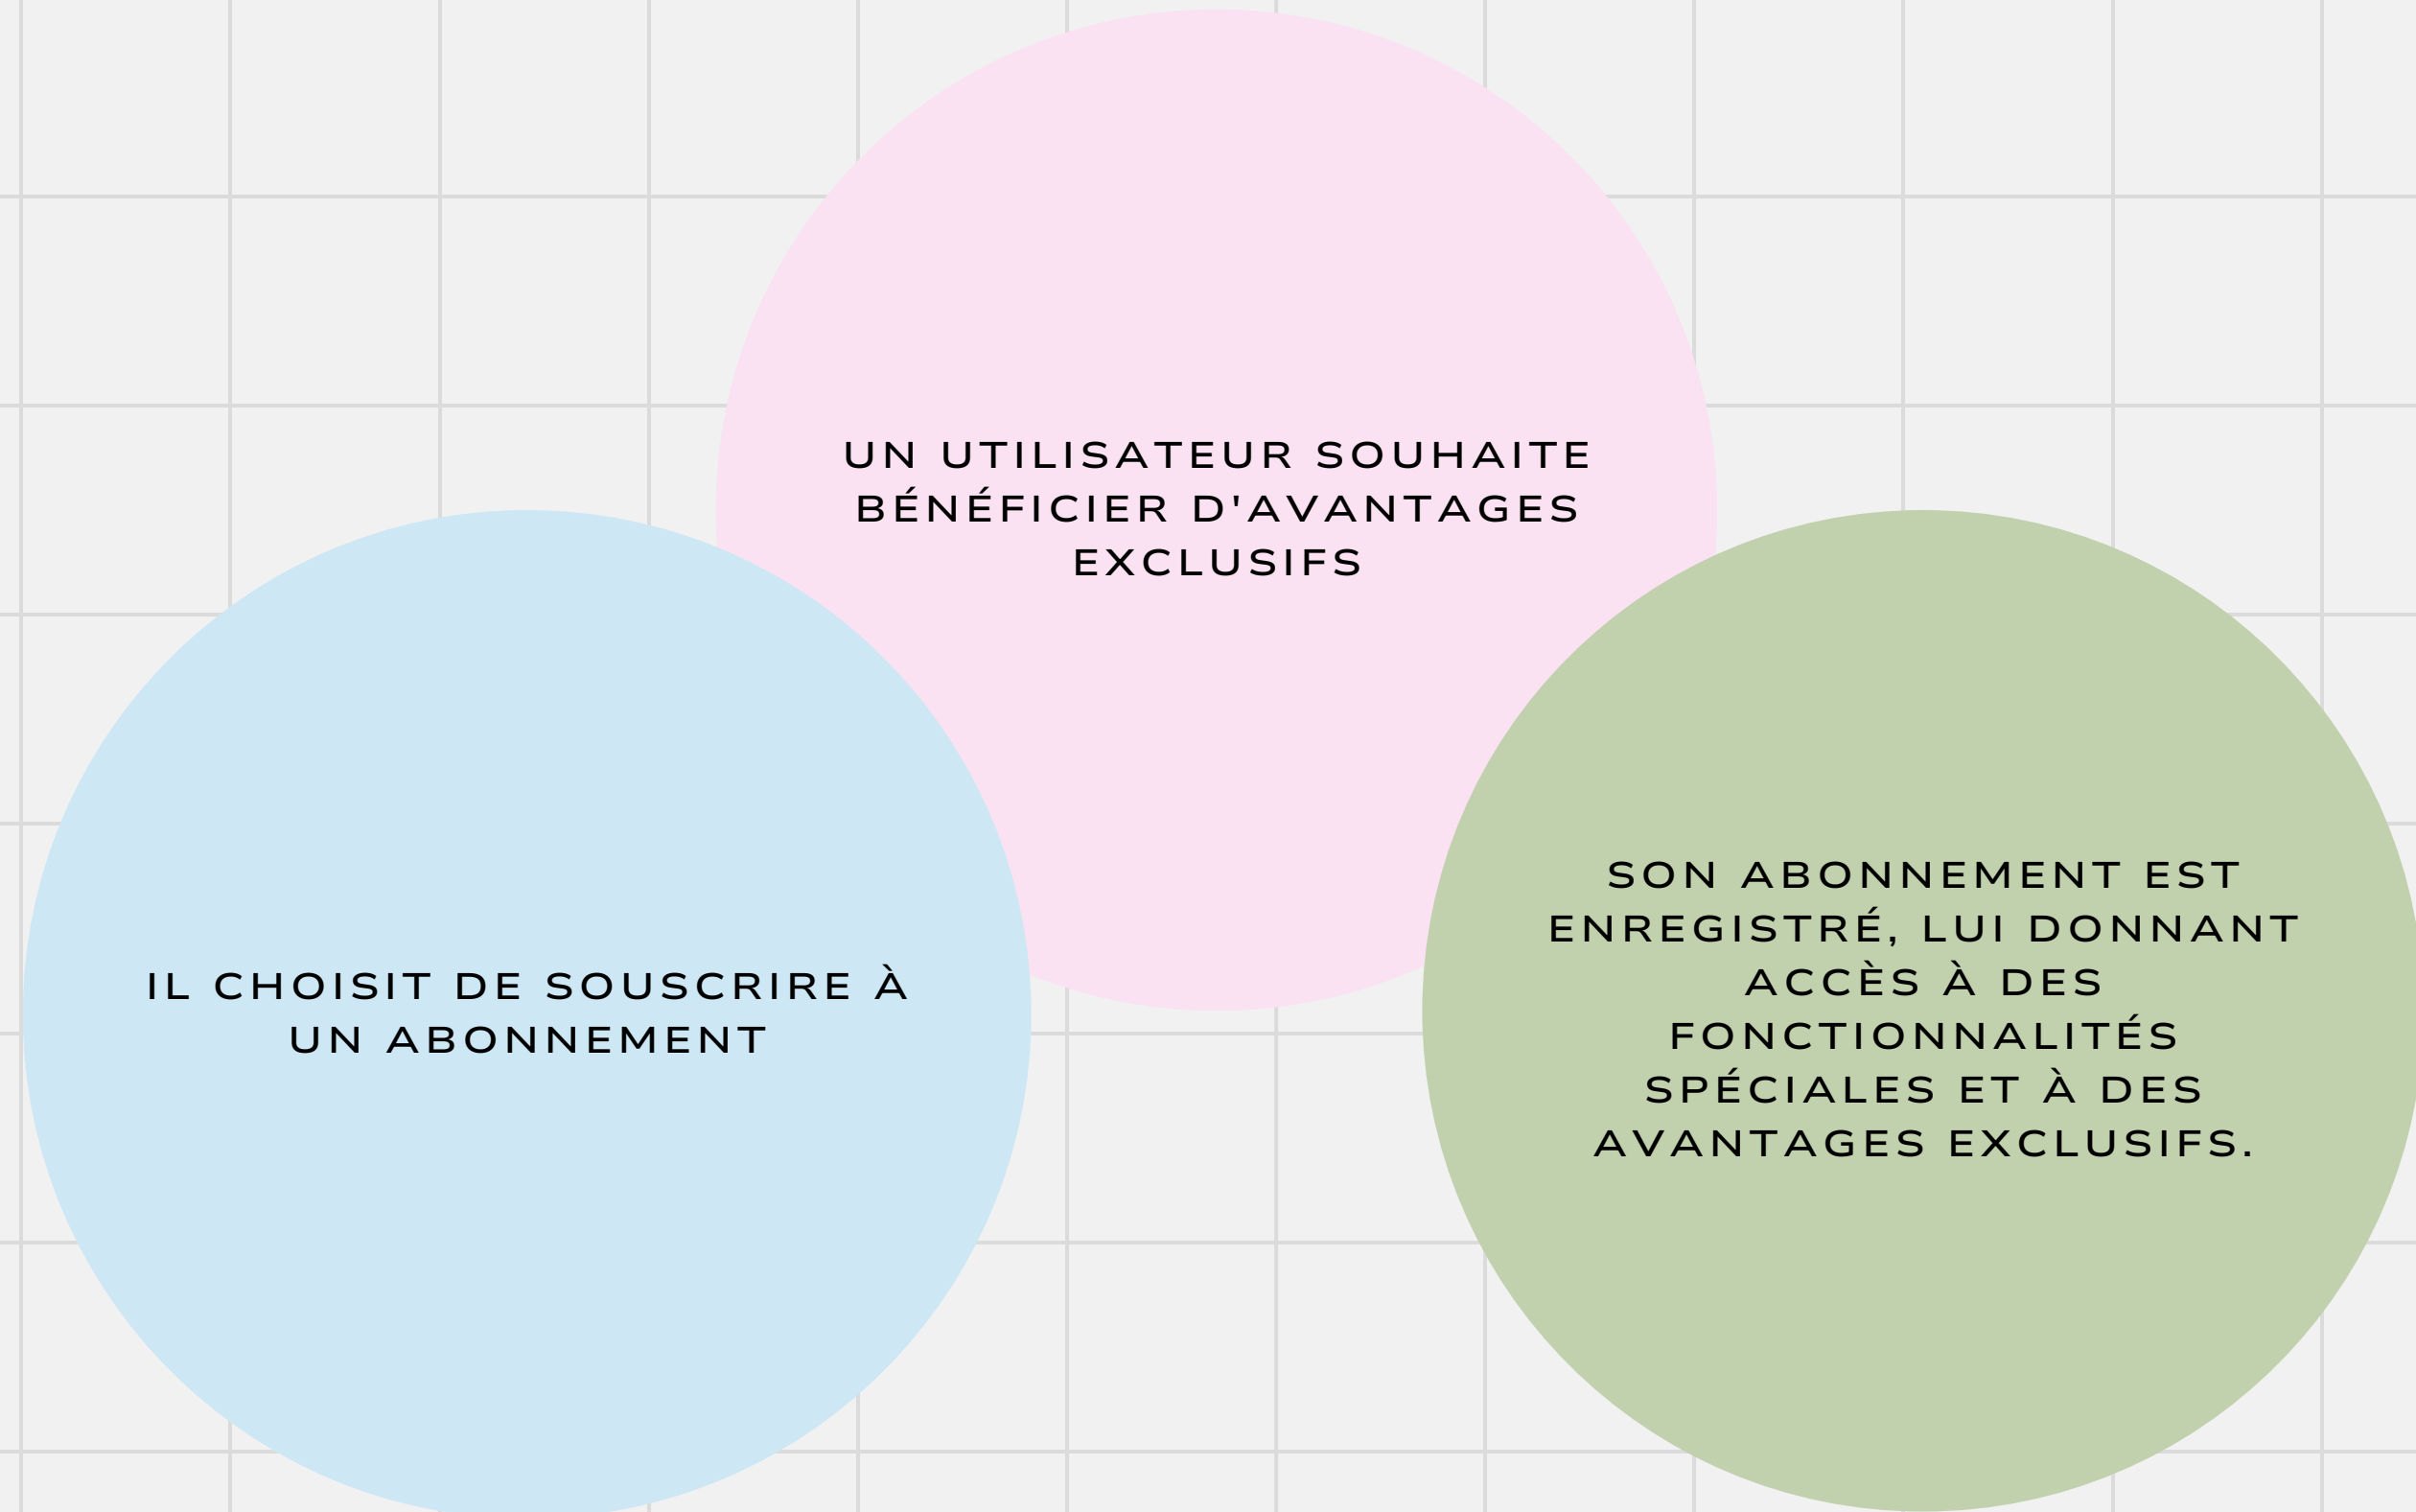 UN UTILISATEUR SOUHAITE
BÉNÉFICIER D'AVANTAGES
EXCLUSIFS
IL CHOISIT DE SOUSCRIRE À
UN ABONNEMENT
SON ABONNEMENT EST
ENREGISTRÉ, LUI DONNANT
ACCÈS À DES
FONCTIONNALITÉS
SPÉCIALES ET À DES
AVANTAGES EXCLUSIFS.